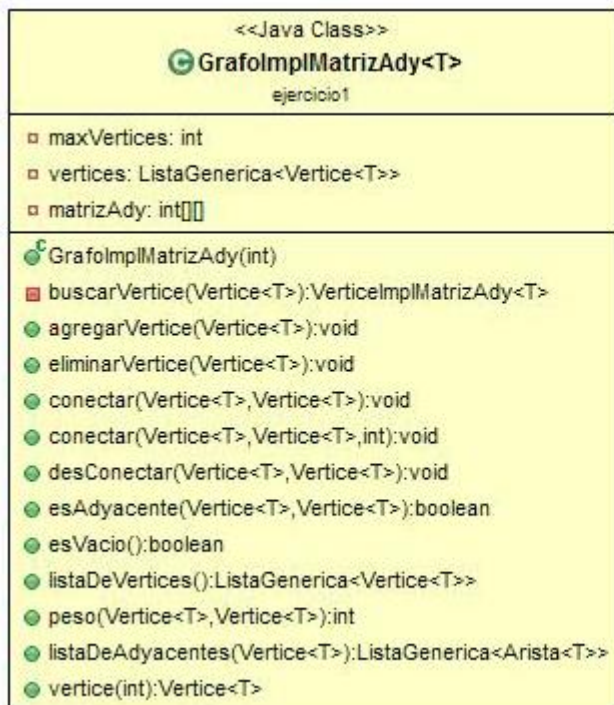 <<Java Class>>
GrafoImplMatrizAdy<T>
ejercicio1
maxVertices: int
vertices: ListaGenerica<Vertice<T>>
matrizAdy: int[][]
GrafoImplMatrizAdy(int)
buscarVertice(Vertice<T>):VerticeImplMatrizAdy<T>
agregarVertice(Vertice<T>):void
eliminarVertice(Vertice<T>):void
conectar(Vertice<T>,Vertice<T>):void
conectar(Vertice<T>,Vertice<T>,int):void
desConectar(Vertice<T>,Vertice<T>):void
esAdyacente(Vertice<T>,Vertice<T>):boolean
esVacio():boolean
listaDeVertices():ListaGenerica<Vertice<T>>
peso(Vertice<T>,Vertice<T>):int
listaDeAdyacentes(Vertice<T>):ListaGenerica<Arista<T>>
vertice(int):Vertice<T>